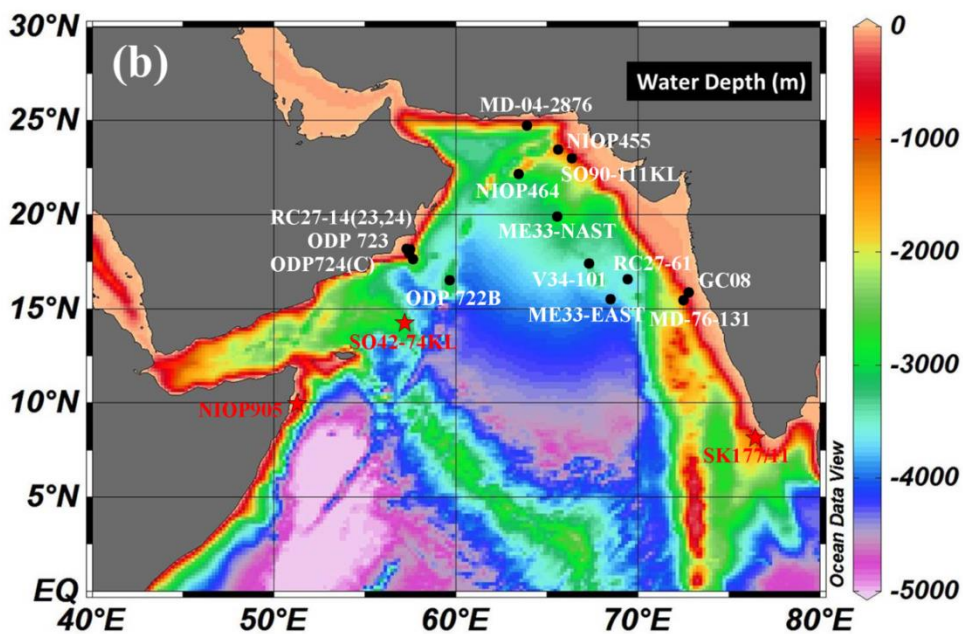 (b)
Water Depth (m)
30°N
25°N
20°N
15°N
10°N
5°N
EQ
40°E
50°E
60°E
70°E
80°E
MD-04-2876
NIOP455
SO90-111KL
NIOP464
ME33-NAST
RC27-14(23,24)
ODP 723
ODP724(C)
ODP 722B
V34-101
RC27-61
GC08
ME33-EAST
MD-76-131
SO42-74KL
NIOP905
SK177/11
Ocean Data View
0
-1000
-2000
-3000
-4000
-5000